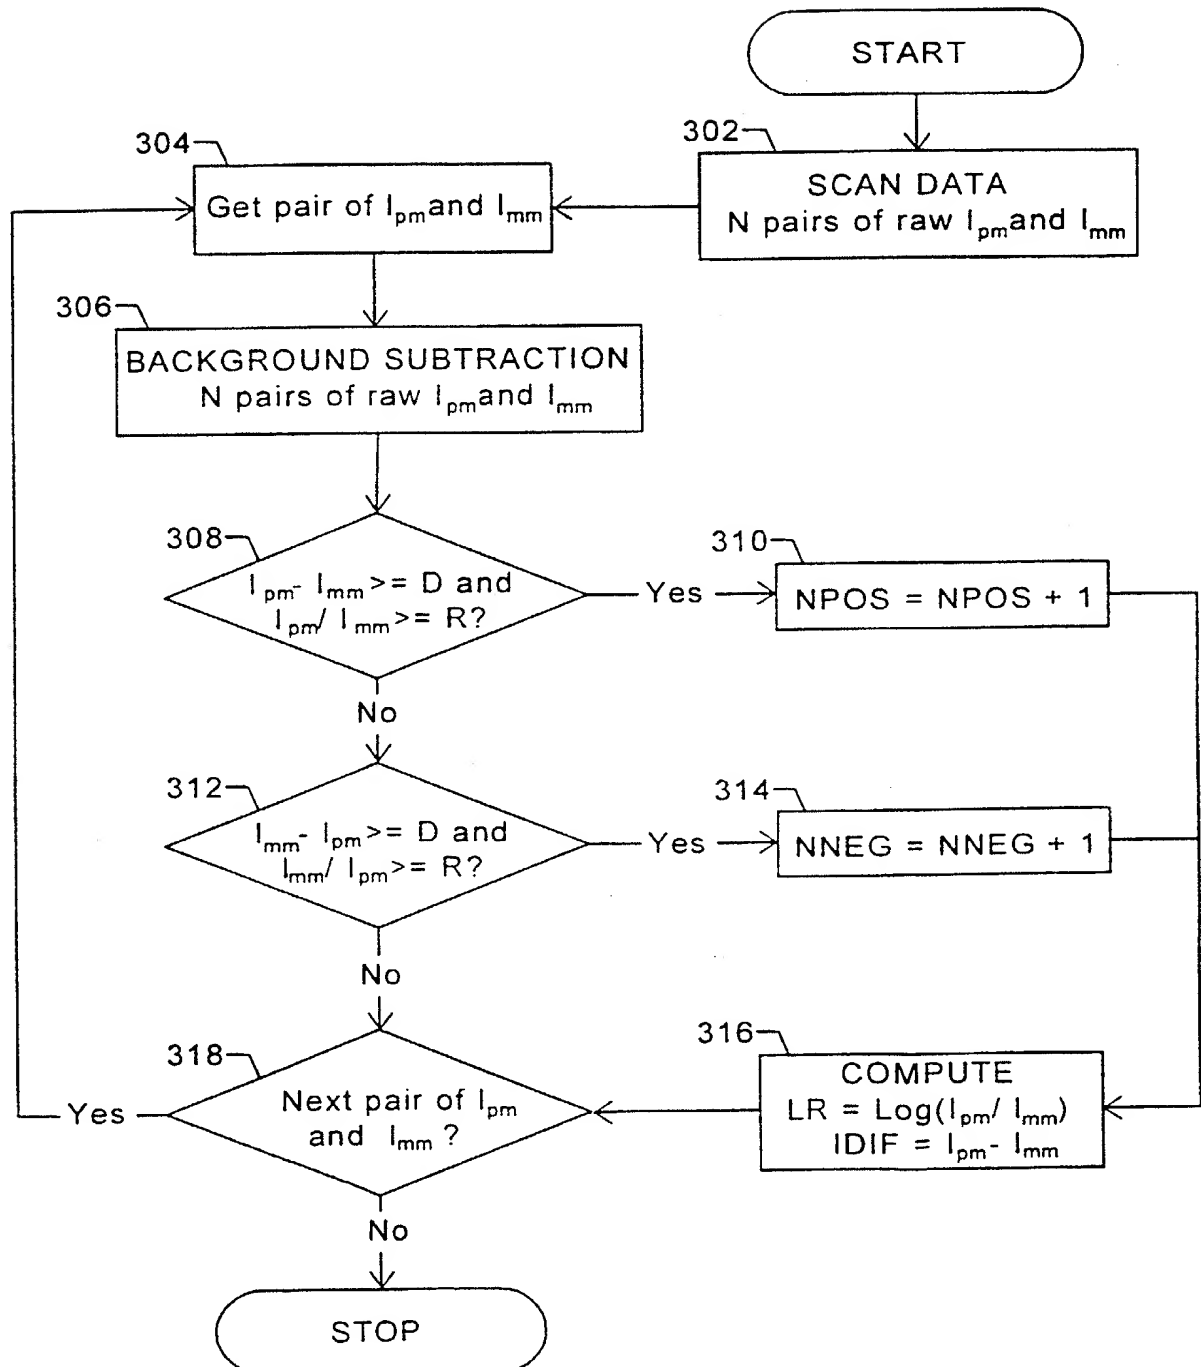 START
302
SCAN DATA
N pairs of raw Ipm and Imm
304
Get pair of Ipm and Imm
306
BACKGROUND SUBTRACTION
N pairs of raw Ipm and Imm
308
Ipm - Imm >= D and
Ipm / Imm >= R?
Yes
310
NPOS = NPOS + 1
No
312
Imm - Ipm >= D and
Imm / Ipm >= R?
Yes
314
NNEG = NNEG + 1
No
316
COMPUTE
LR = Log(Ipm / Imm)
IDIF = Ipm - Imm
318
Next pair of Ipm
and Imm ?
Yes
No
STOP